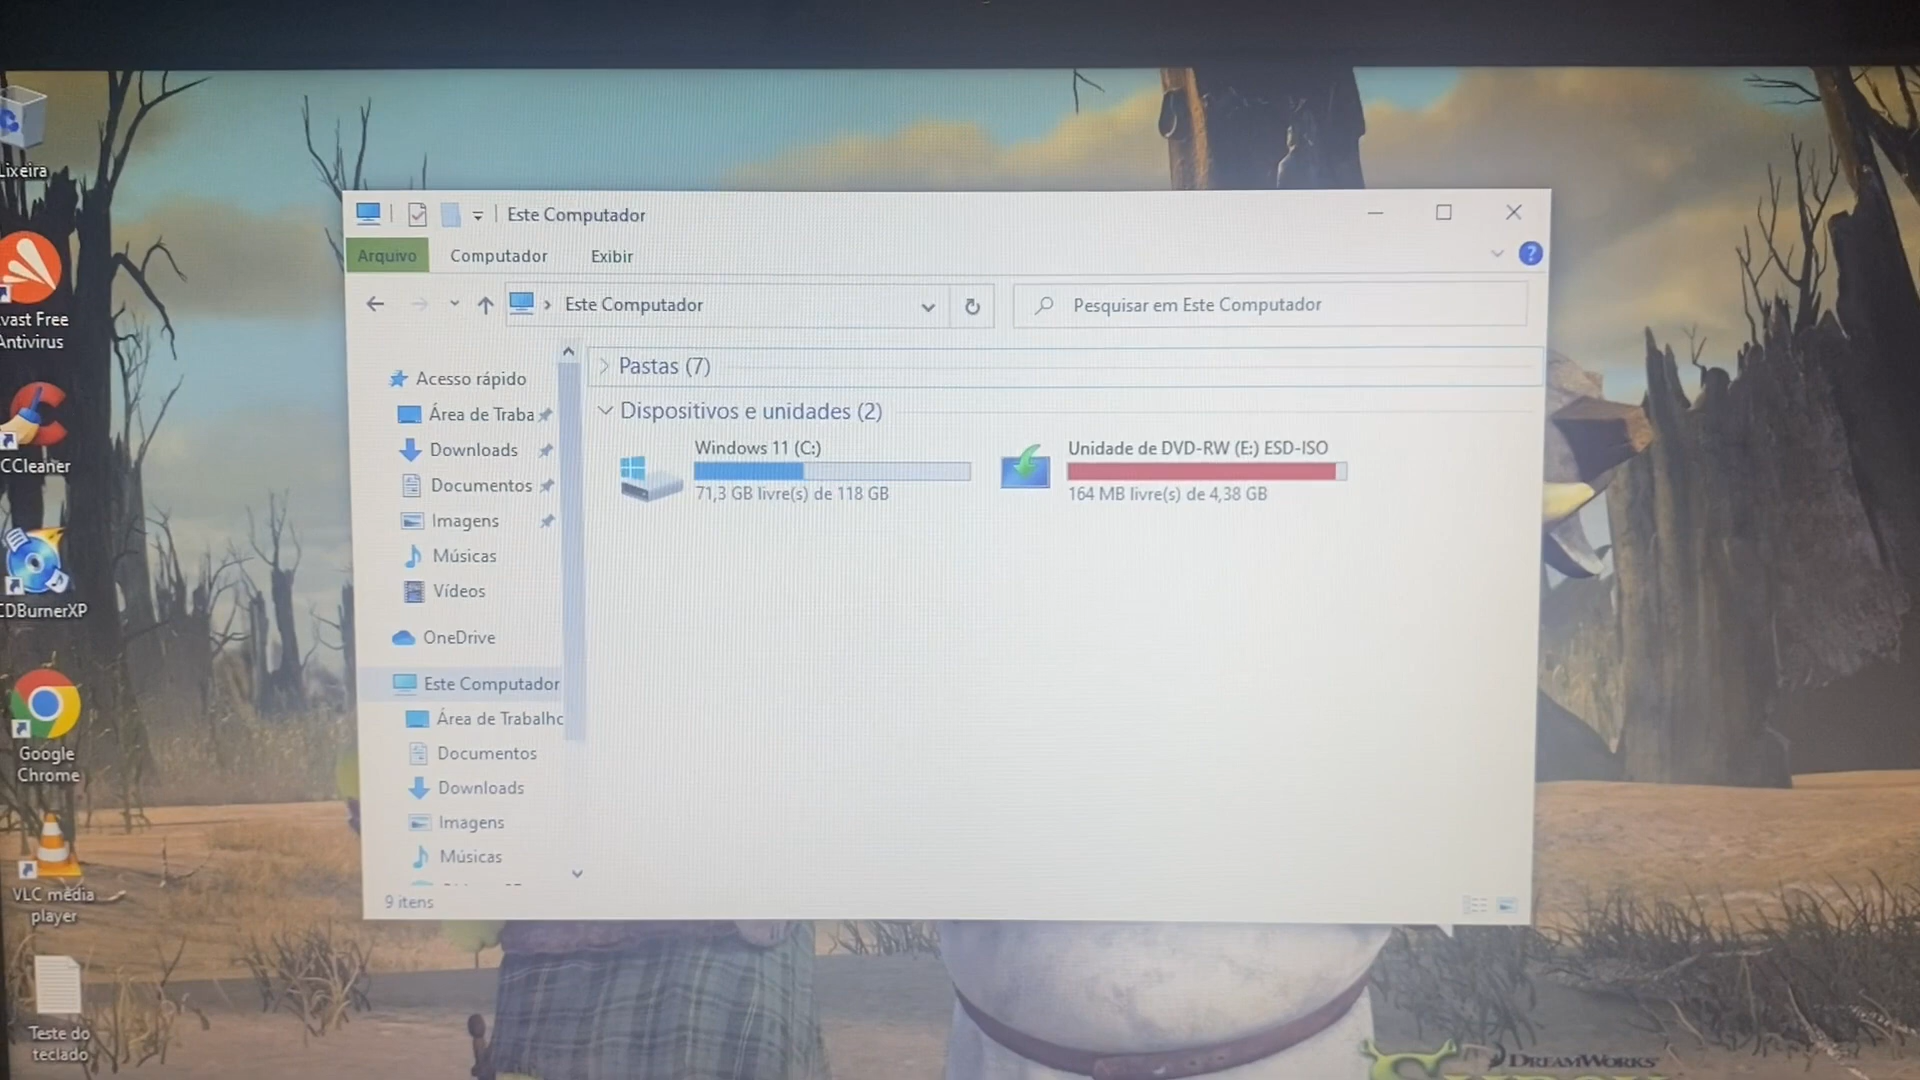 Lixeira
Avast Free
Antivirus
CCleaner
CDBurnerXP
Google
Chrome
VLC media
player
Teste do
teclado
Este Computador
Arquivo
Computador
Exibir
?
Este Computador
Pesquisar em Este Computador
Acesso rápido
Área de Traba
Downloads
Documentos
Imagens
Músicas
Vídeos
OneDrive
Este Computador
Área de Trabalho
Documentos
Downloads
Imagens
Músicas
Pastas (7)
Dispositivos e unidades (2)
Windows 11 (C:)
71,3 GB livre(s) de 118 GB
Unidade de DVD-RW (E:) ESD-ISO
164 MB livre(s) de 4,38 GB
9 itens
DREAMWORKS